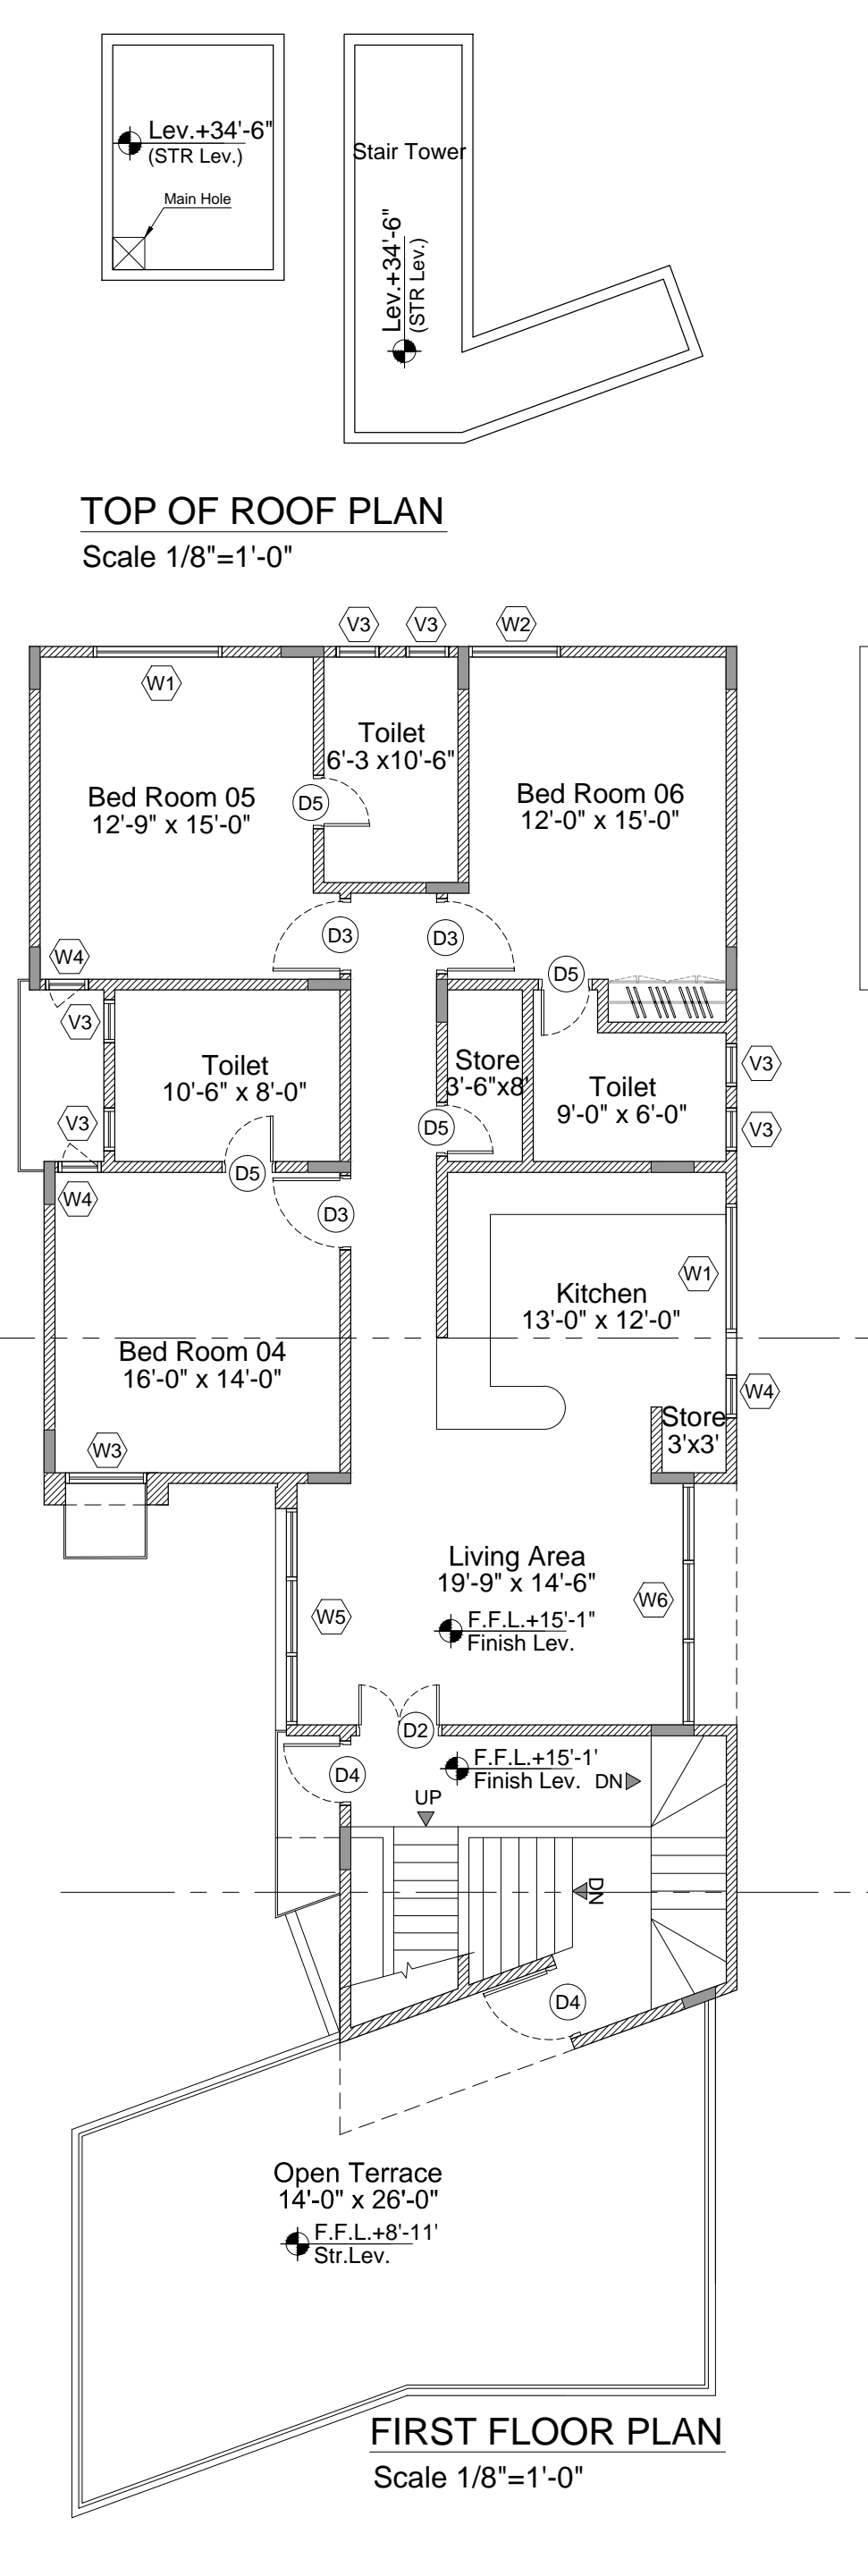 Lev.+34'-6"
(STR Lev.)
Main Hole
Stair Tower
Lev.+34'-6"
(STR Lev.)
TOP OF ROOF PLAN
Scale 1/8"=1'-0"
V3
V3
W2
W1
Toilet
6'-3 x10'-6"
Bed Room 05
12'-9" x 15'-0"
D5
Bed Room 06
12'-0" x 15'-0"
D3
D3
W4
D5
V3
Toilet
10'-6" x 8'-0"
Store
3'-6"x8'
Toilet
9'-0" x 6'-0"
V3
V3
V3
D5
D5
W4
D3
W1
Kitchen
13'-0" x 12'-0"
Bed Room 04
16'-0" x 14'-0"
W4
Store
3'x3'
W3
Living Area
19'-9" x 14'-6"
W5
W6
F.F.L.+15'-1"
Finish Lev.
D2
D4
F.F.L.+15'-1'
Finish Lev.
DN
UP
DN
D4
Open Terrace
14'-0" x 26'-0"
F.F.L.+8'-11'
Str.Lev.
FIRST FLOOR PLAN
Scale 1/8"=1'-0"